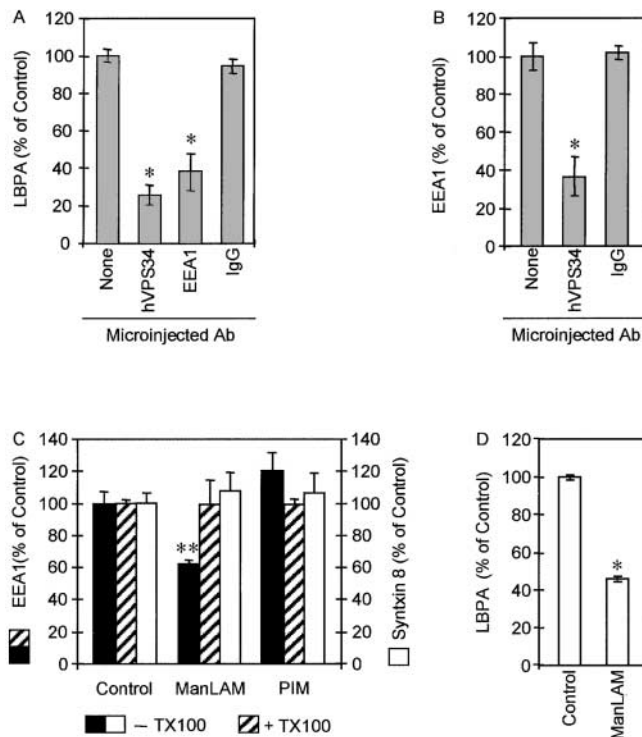 A
LBPA (% of Control)
120
100
80
60
40
20
0
*
*
None
hVPS34
EEA1
IgG
Microinjected Ab
B
EEA1 (% of Control)
120
100
80
60
40
20
0
*
None
hVPS34
IgG
Microinjected Ab
C
EEA1(% of Control)
140
120
100
80
60
40
20
0
**
140
120
100
80
60
40
20
0
Syntxin 8 (% of Control)
Control ManLAM PIM
– TX100 + TX100
D
LBPA (% of Control)
120
100
80
60
40
20
0
*
Control
ManLAM